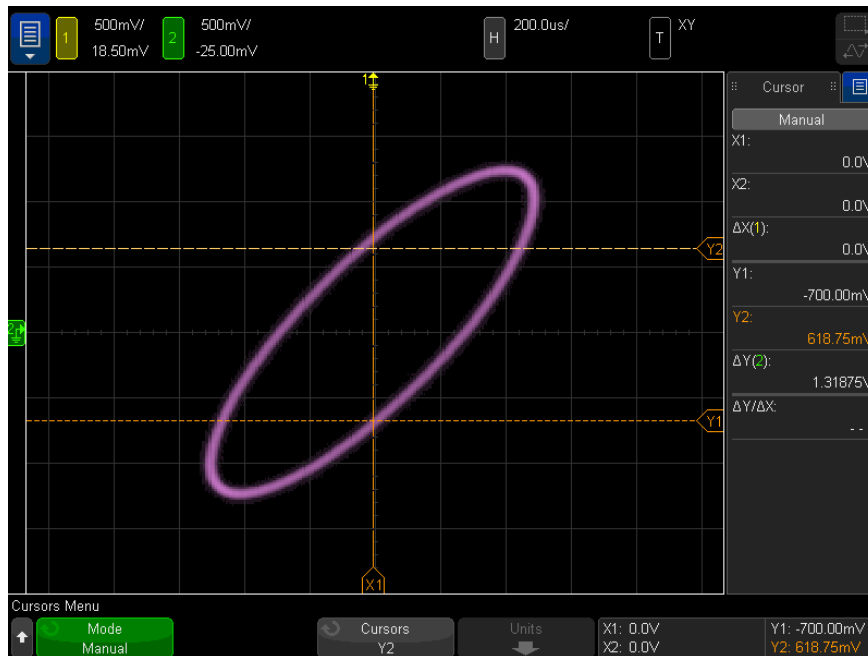 1 500mV/ 18.50mV
2 500mV/ -25.00mV
H 200.0us/
T XY
1
2
Y2
Y1
X1
Cursor
Manual
X1:
0.0V
X2:
0.0V
ΔX(1):
0.0V
Y1:
-700.00mV
Y2:
618.75mV
ΔY(2):
1.31875V
ΔY/ΔX:
--
Cursors Menu
Mode
Manual
Cursors
Y2
Units
X1: 0.0V
X2: 0.0V
Y1: -700.00mV
Y2: 618.75mV